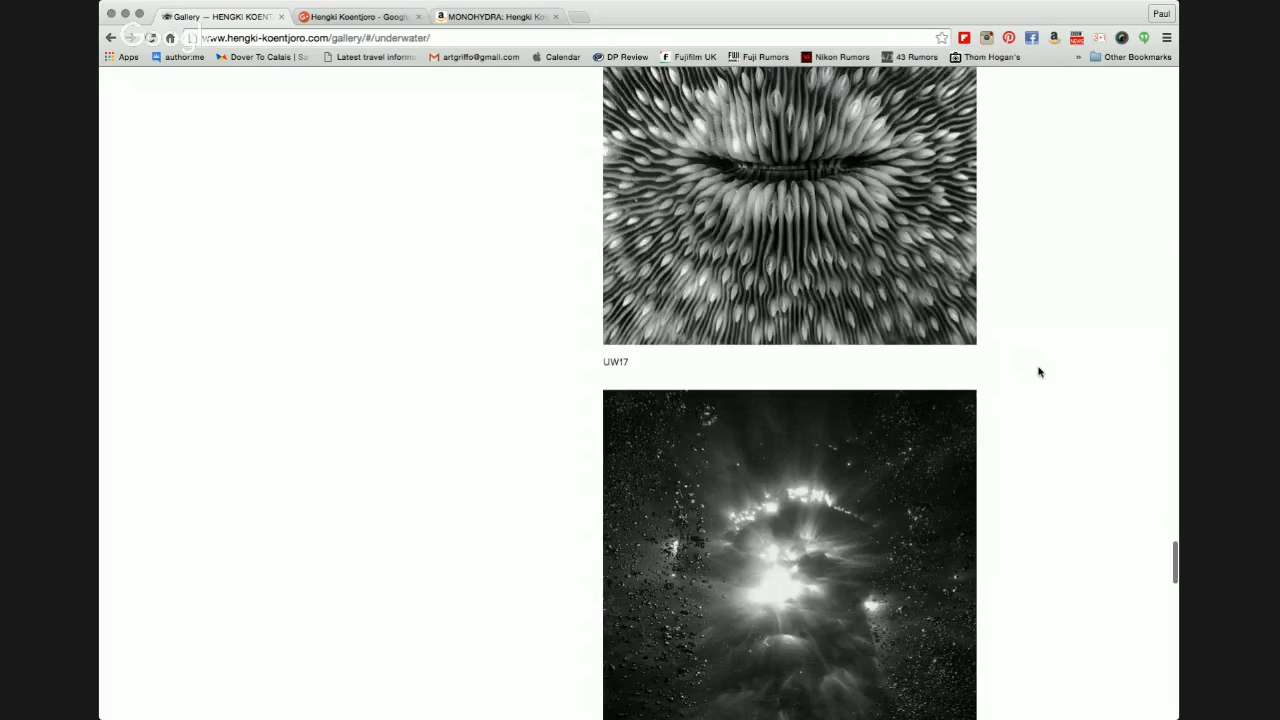 Gallery — HENGKI KOENT
Hengki Koentjoro - Googl
MONOHYDRA: Hengki Ko
Paul
Google
www.hengki-koentjoro.com/gallery/#/underwater/
Apps
author:me
Dover To Calais | Sa
Latest travel inform
artgriffo@gmail.com
Calendar
DP Review
Fujifilm UK
Fuji Rumors
Nikon Rumors
43 Rumors
Thom Hogan's
»
Other Bookmarks
UW17